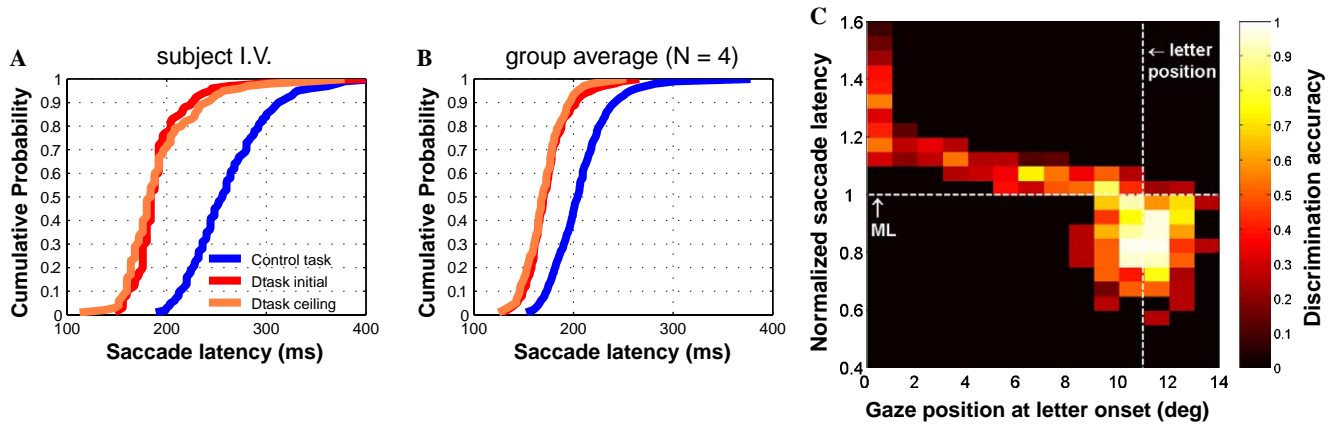 A
subject I.V.
Cumulative Probability
1
0.9
0.8
0.7
0.6
0.5
0.4
0.3
0.2
0.1
0
100 200 300 400
Saccade latency (ms)
Control task
Dtask initial
Dtask ceiling
B
group average (N = 4)
Cumulative Probability
1
0.9
0.8
0.7
0.6
0.5
0.4
0.3
0.2
0.1
0
100 200 300 400
Saccade latency (ms)
C
Normalized saccade latency
1.6
1.4
1.2
1
0.8
0.6
0.4
0 2 4 6 8 10 12 14
Gaze position at letter onset (deg)
← letter
position
↑
ML
1
0.9
0.8
0.7
0.6
0.5
0.4
0.3
0.2
0.1
0
Discrimination accuracy